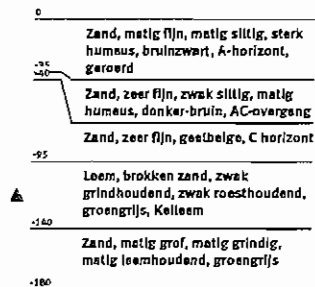 0
Zand, matig fijn, matig siltig, sterk
humeus, bruinzwart, A-horizont,
geroerd
-35
-40
Zand, zeer fijn, zwak siltig, matig
humeus, donker-bruin, AC-overgang
Zand, zeer fijn, geelbeige, C horizont
-95
Leem, brokken zand, zwak
grindhoudend, zwak roesthoudend,
groengrijs, Keileem
-140
Zand, matig grof, matig grindig,
matig leemhoudend, groengrijs
-180